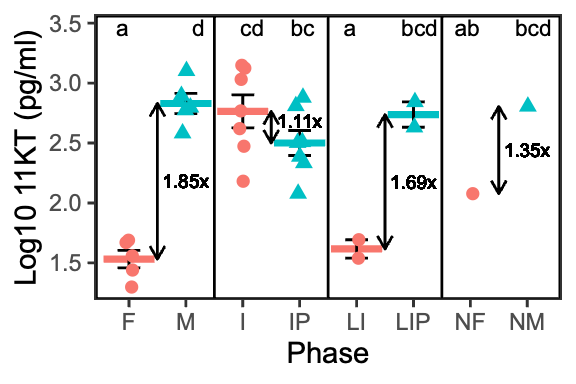 a d cd bc a bcd ab bcd
3.5
3.0
2.5
2.0
1.5
Log10 11KT (pg/ml)
1.85x
1.11x
1.69x
1.35x
F M I IP LI LIP NF NM
Phase